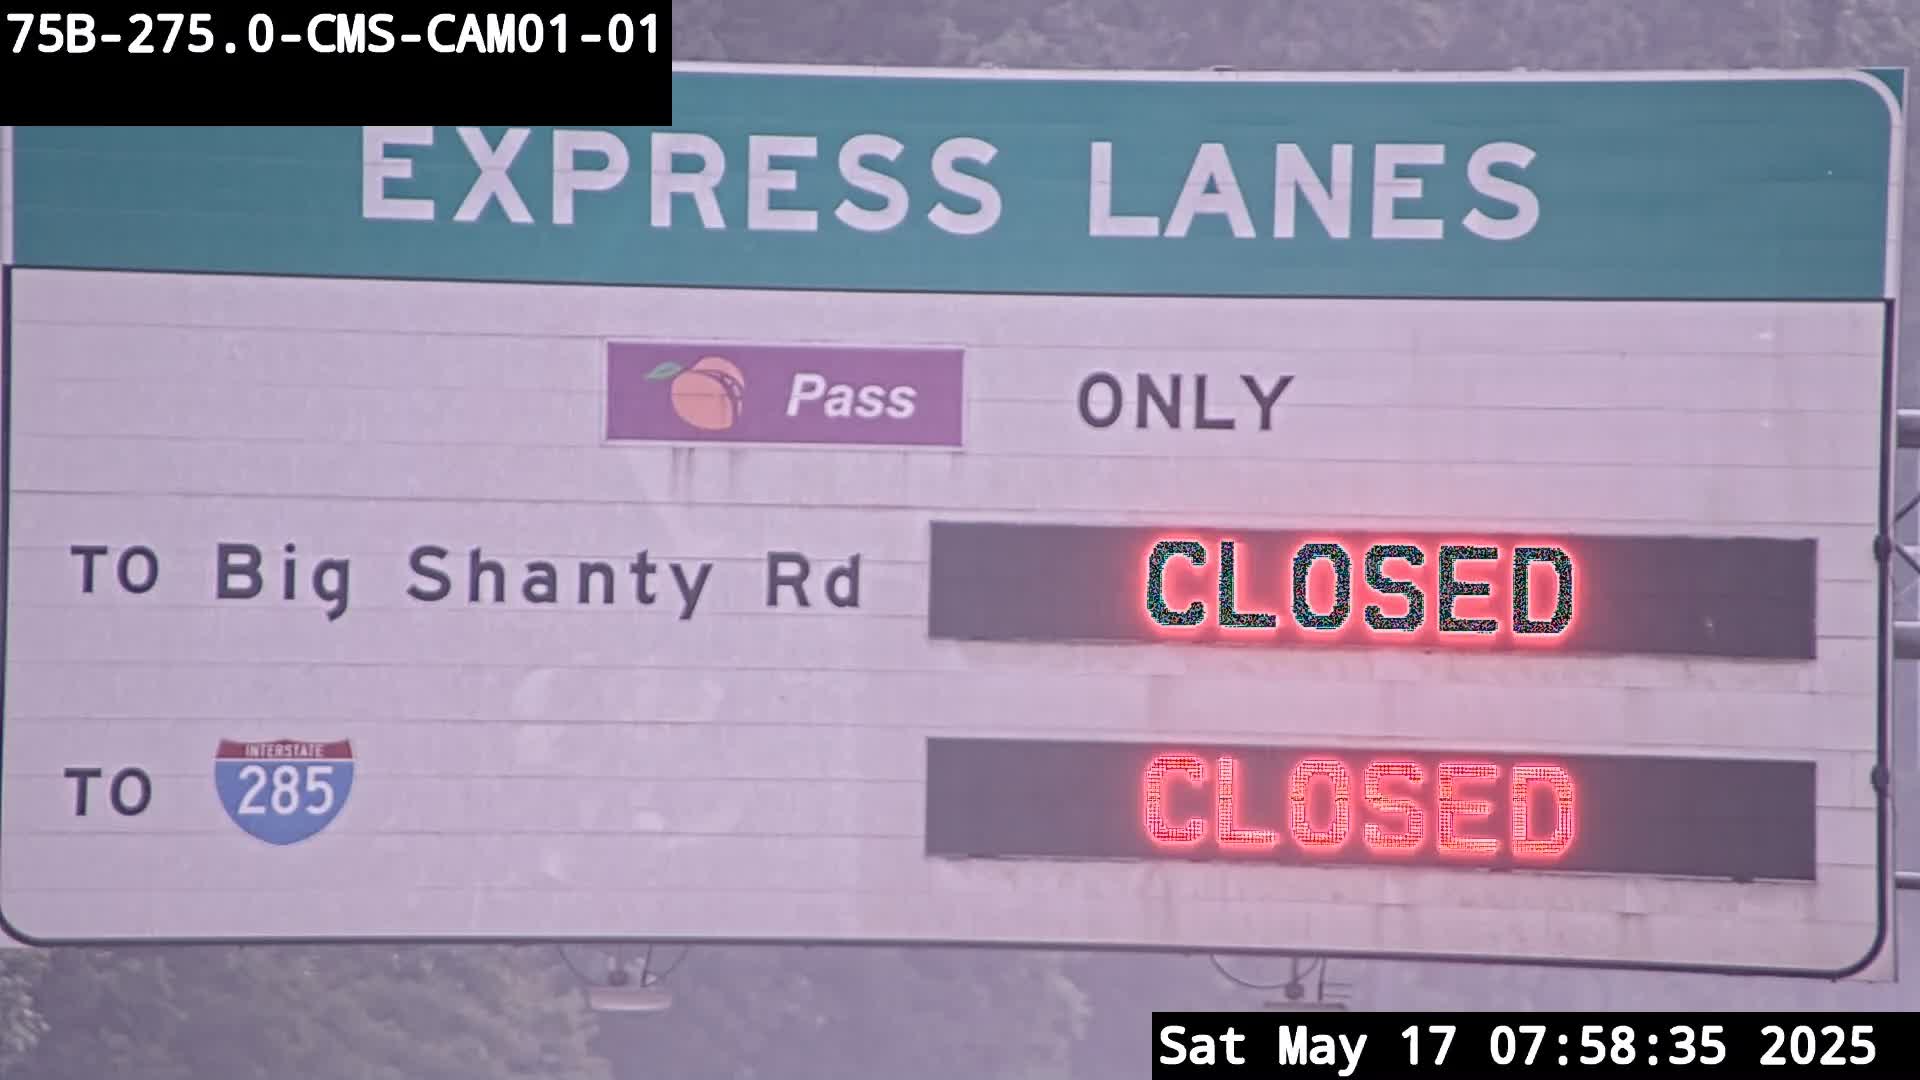 75B-275.0-CMS-CAM01-01
EXPRESS LANES
Pass ONLY
TO Big Shanty Rd CLOSED
TO INTERSTATE 285 CLOSED
Sat May 17 07:58:35 2025